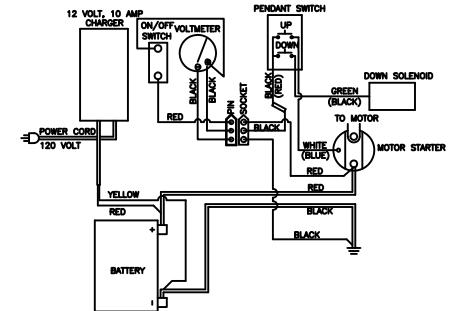 12 VOLT, 10 AMP
CHARGER
ON/OFF
SWITCH
VOLTMETER
PENDANT SWITCH
UP
DOWN
BLACK
BLACK
BLACK
(RED)
GREEN
(BLACK)
DOWN SOLENOID
RED
PIN
SOCKET
BLACK
TO MOTOR
WHITE
(BLUE)
MOTOR STARTER
POWER CORD
120 VOLT
RED
RED
YELLOW
RED
BLACK
BLACK
+
BATTERY
-